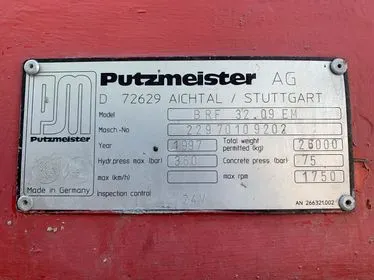 PM
Putzmeister AG
D 72629 AICHTAL / STUTTGART
Putzmeister
Model BRF 32.09 EM
Masch.-No 22970109202
Year 1997 Total weight permitted (kg) 26000
Hydr.press max (bar) 360 Concrete press (bar) 75
max (km/h) max rpm 1750
Made in Germany
Inspection control 24V
AN 266321.002